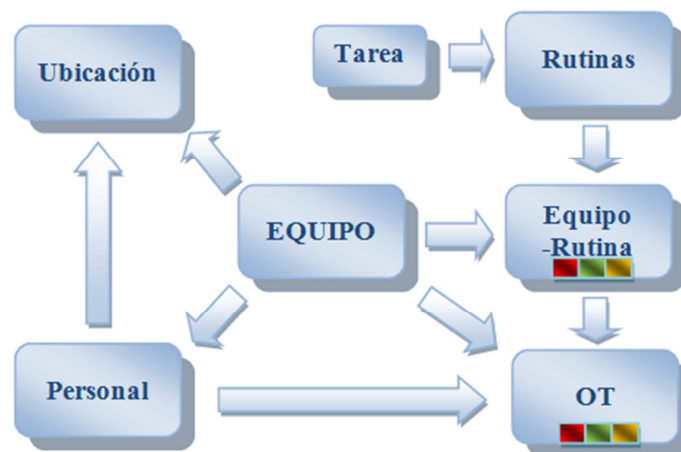 Ubicación
Tarea
Rutinas
EQUIPO
Equipo
-Rutina
Personal
OT